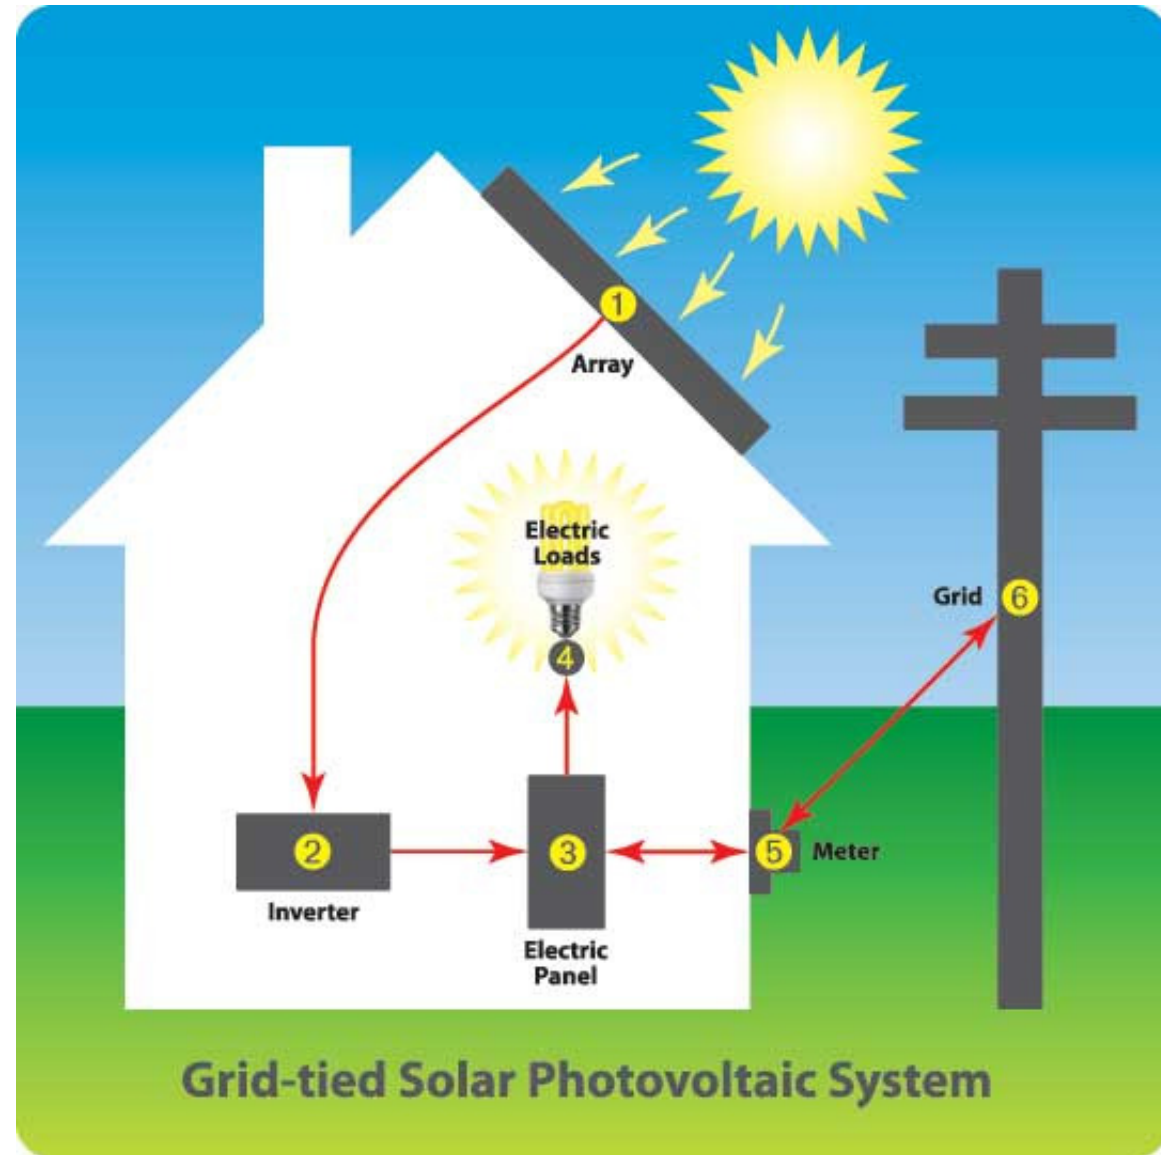 1
Array
Electric
Loads
4
Grid 6
2
Inverter
3
Electric
Panel
5 Meter
Grid-tied Solar Photovoltaic System